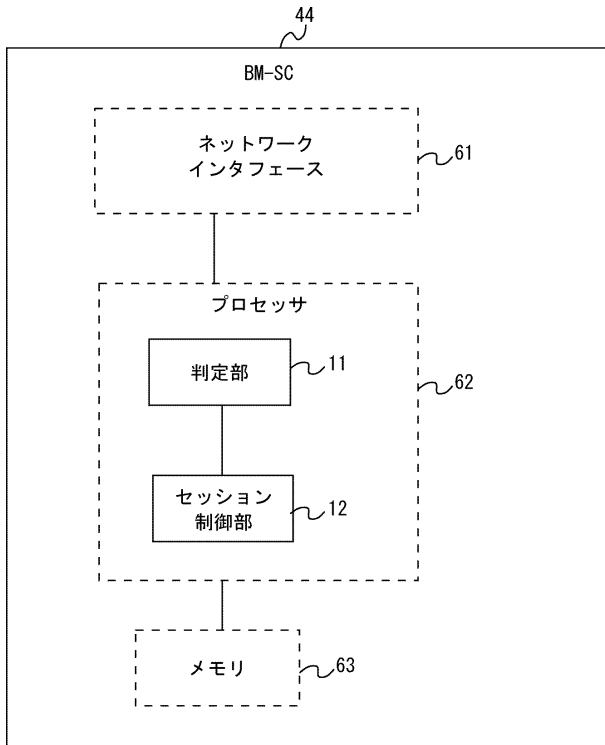 44
BM-SC
ネットワーク
インタフェース
61
プロセッサ
判定部
11
62
セッション
制御部
12
メモリ
63